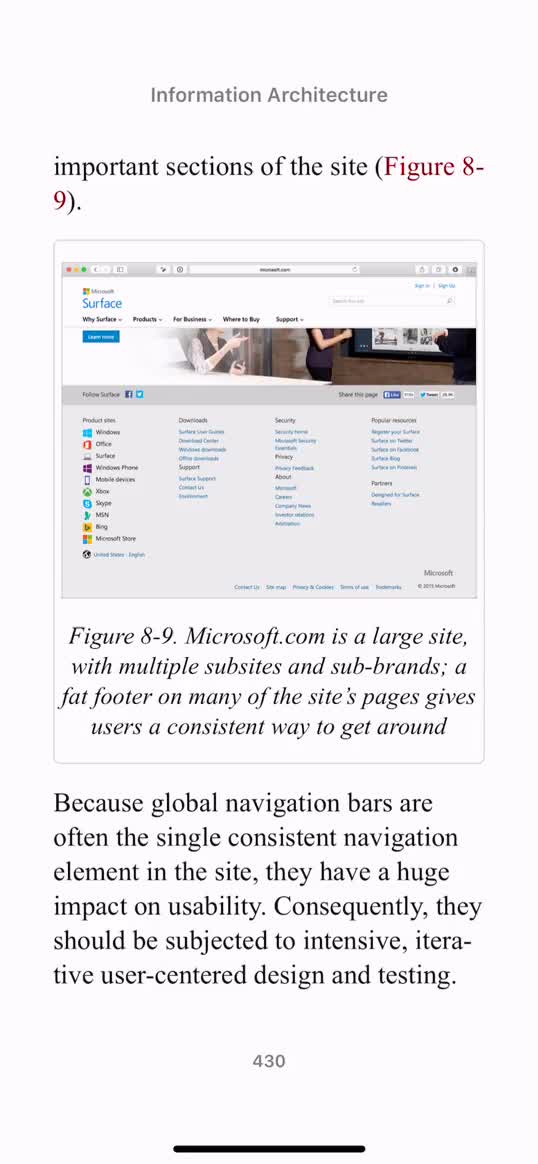 Information Architecture
important sections of the site (Figure 8-
9).
microsoft.com
Sign in | Sign Up
Microsoft
Surface
Search this site
Why Surface Products For Business Where to Buy Support
Learn more
Follow Surface
Share this page Like Tweet
Product sites
Windows
Office
Surface
Windows Phone
Mobile devices
Xbox
Skype
MSN
Bing
Microsoft Store
United States - English
Downloads
Surface User Guides
Download Center
Windows downloads
Office downloads
Support
Surface Support
Contact Us
Environment
Security
Security home
Microsoft Security
Essentials
Privacy
Privacy Feedback
About
Microsoft
Careers
Company News
Investor relations
Arbitration
Popular resources
Register your Surface
Surface on Twitter
Surface on Facebook
Surface Blog
Surface on Pinterest
Partners
Designed for Surface
Resellers
Microsoft
Contact Us Site map Privacy & Cookies Terms of use Trademarks © 2015 Microsoft
Figure 8-9. Microsoft.com is a large site,
with multiple subsites and sub-brands; a
fat footer on many of the site’s pages gives
users a consistent way to get around
Because global navigation bars are
often the single consistent navigation
element in the site, they have a huge
impact on usability. Consequently, they
should be subjected to intensive, itera-
tive user-centered design and testing.
430